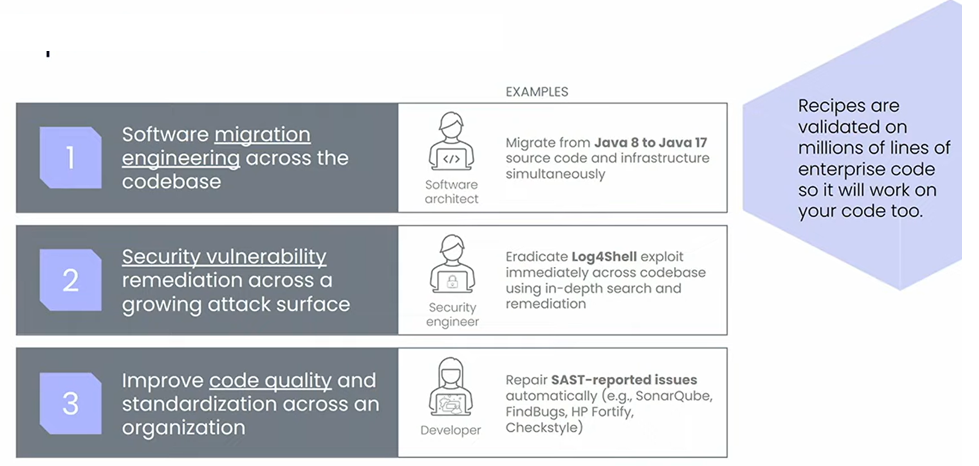 EXAMPLES
1
Software migration
engineering across the
codebase
</>
Software
architect
Migrate from Java 8 to Java 17
source code and infrastructure
simultaneously
2
Security vulnerability
remediation across a
growing attack surface
Security
engineer
Eradicate Log4Shell exploit
immediately across codebase
using in-depth search and
remediation
3
Improve code quality and
standardization across an
organization
Developer
Repair SAST-reported issues
automatically (e.g., SonarQube,
FindBugs, HP Fortify,
Checkstyle)
Recipes are
validated on
millions of lines of
enterprise code
so it will work on
your code too.